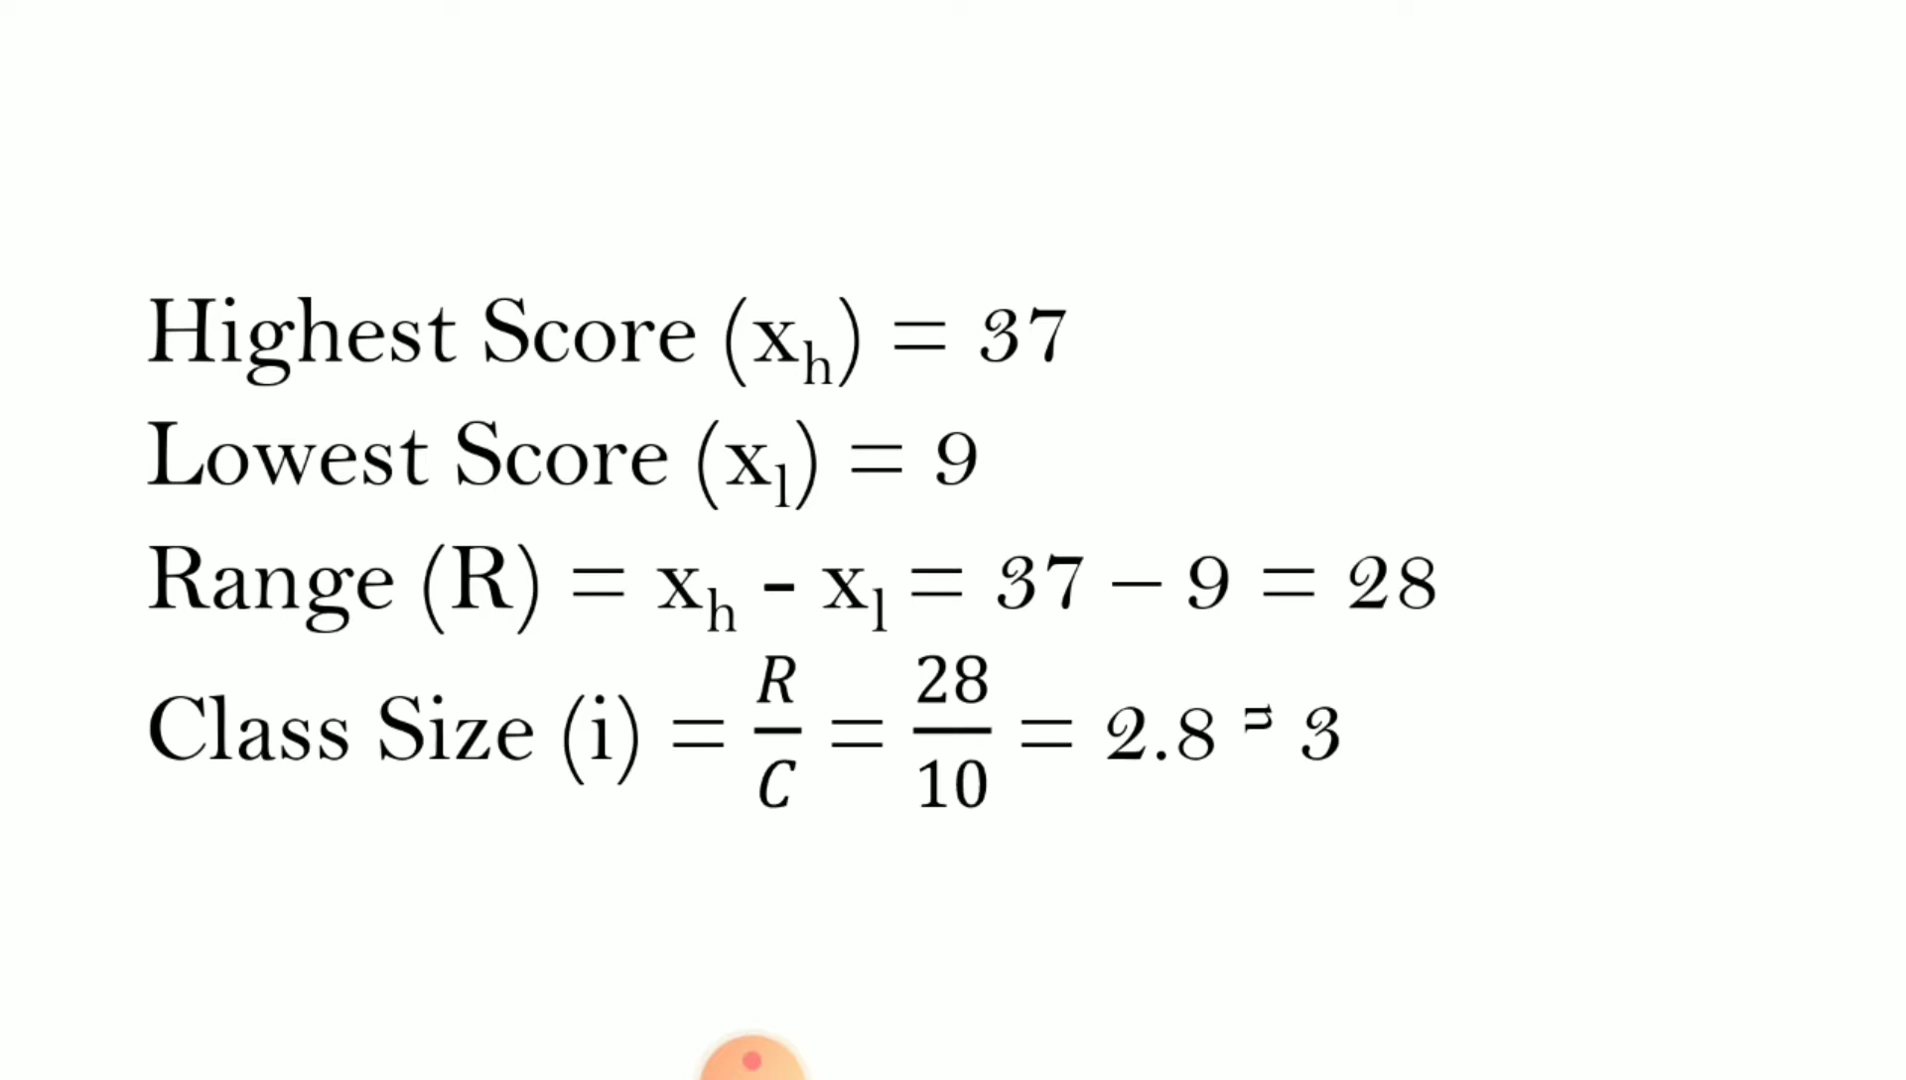 Highest Score (xₕ) = 37
Lowest Score (xₗ) = 9
Range (R) = xₕ - xₗ = 37 – 9 = 28
Class Size (i) = R/C = 28/10 = 2.8 ≈ 3